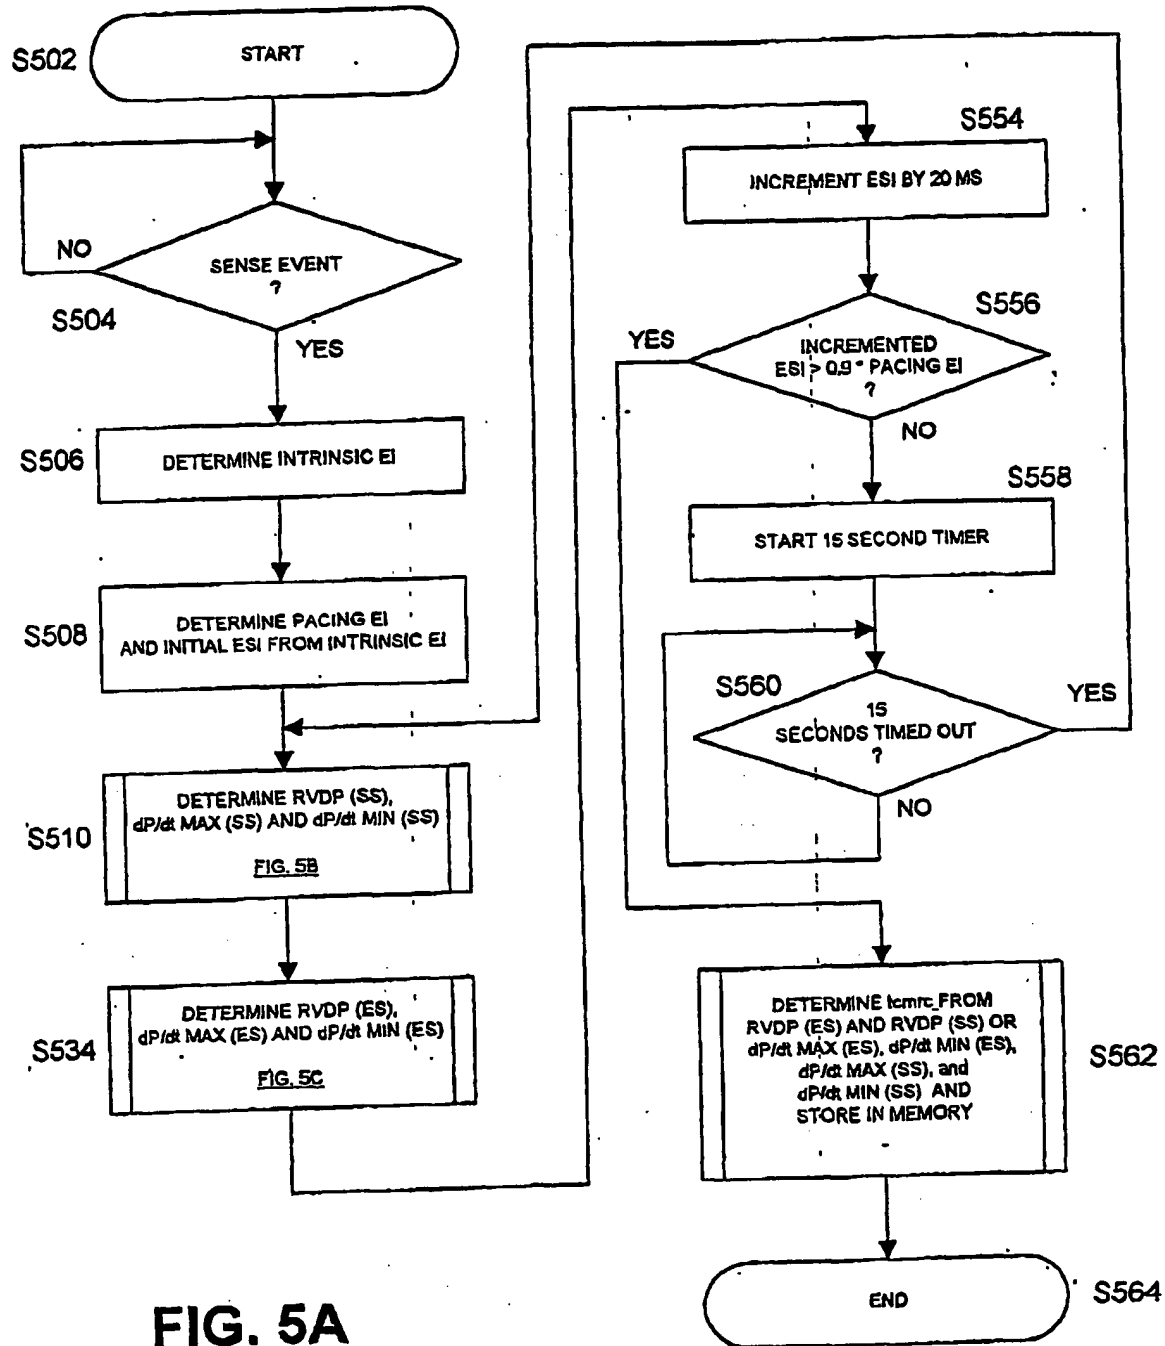 S502
START
NO
SENSE EVENT
?
S504
YES
S506
DETERMINE INTRINSIC EI
S508
DETERMINE PACING EI
AND INITIAL ESI FROM INTRINSIC EI
S510
DETERMINE RVDP (SS),
dP/dt MAX (SS) AND dP/dt MIN (SS)
FIG. 5B
S534
DETERMINE RVDP (ES),
dP/dt MAX (ES) AND dP/dt MIN (ES)
FIG. 5C
S554
INCREMENT ESI BY 20 MS
S556
YES
INCREMENTED
ESI > 0.9 * PACING EI
?
NO
S558
START 15 SECOND TIMER
S560
15
SECONDS TIMED OUT
?
YES
NO
DETERMINE tcmrc FROM
RVDP (ES) AND RVDP (SS) OR
dP/dt MAX (ES), dP/dt MIN (ES),
dP/dt MAX (SS), and
dP/dt MIN (SS) AND
STORE IN MEMORY
S562
END
S564
FIG. 5A